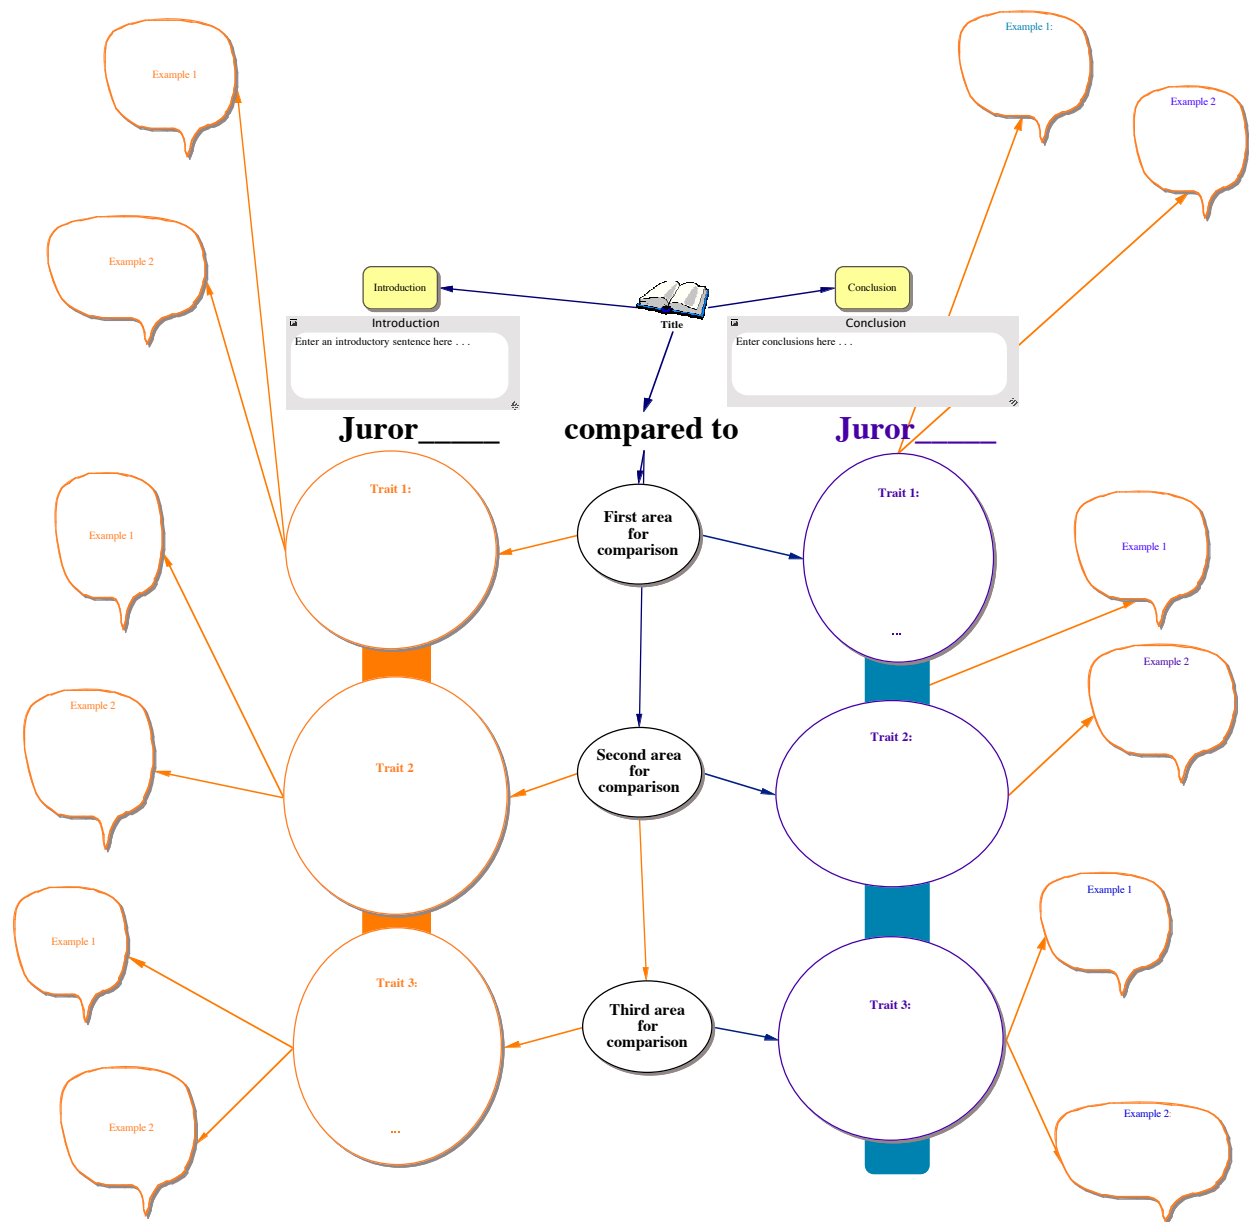 Example 1
Example 1:
Example 2
Example 2
Introduction
Title
Conclusion
Introduction
Enter an introductory sentence here . . .
Conclusion
Enter conclusions here . . .
Juror_____ compared to Juror_____
Trait 1:
First area
for
comparison
Trait 1:
...
Example 1
Example 1
Example 2
Example 2
Trait 2
Second area
for
comparison
Trait 2:
Example 1
Example 2
Trait 3:
...
Third area
for
comparison
Trait 3:
Example 1
Example 2: